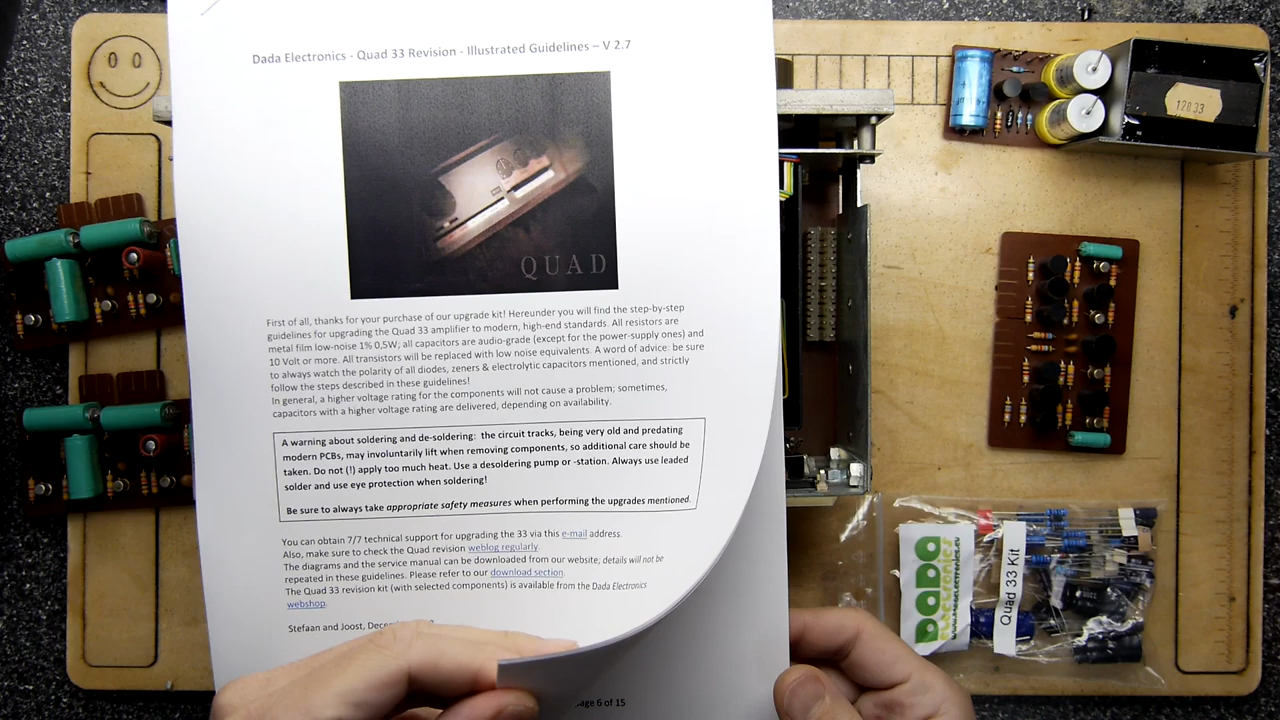 Dada Electronics - Quad 33 Revision - Illustrated Guidelines – V 2.7
QUAD
First of all, thanks for your purchase of our upgrade kit! Hereunder you will find the step-by-step
guidelines for upgrading the Quad 33 amplifier to modern, high-end standards. All resistors are
metal film low-noise 1% 0,5W; all capacitors are audio-grade (except for the power-supply ones) and
10 Volt or more. All transistors will be replaced with low noise equivalents. A word of advice: be sure
to always watch the polarity of all diodes, zeners & electrolytic capacitors mentioned, and strictly
follow the steps described in these guidelines!
In general, a higher voltage rating for the components will not cause a problem; sometimes,
capacitors with a higher voltage rating are delivered, depending on availability.
A warning about soldering and de-soldering: the circuit tracks, being very old and predating
modern PCBs, may involuntarily lift when removing components, so additional care should be
taken. Do not (!) apply too much heat. Use a desoldering pump or -station. Always use leaded
solder and use eye protection when soldering!
Be sure to always take appropriate safety measures when performing the upgrades mentioned.
You can obtain 7/7 technical support for upgrading the 33 via this e-mail address.
Also, make sure to check the Quad revision weblog regularly.
The diagrams and the service manual can be downloaded from our website; details will not be
repeated in these guidelines. Please refer to our download section.
The Quad 33 revision kit (with selected components) is available from the Dada Electronics
webshop.
Stefaan and Joost,
6 of 15
12033
DADA
electronics
Quad 33 Kit